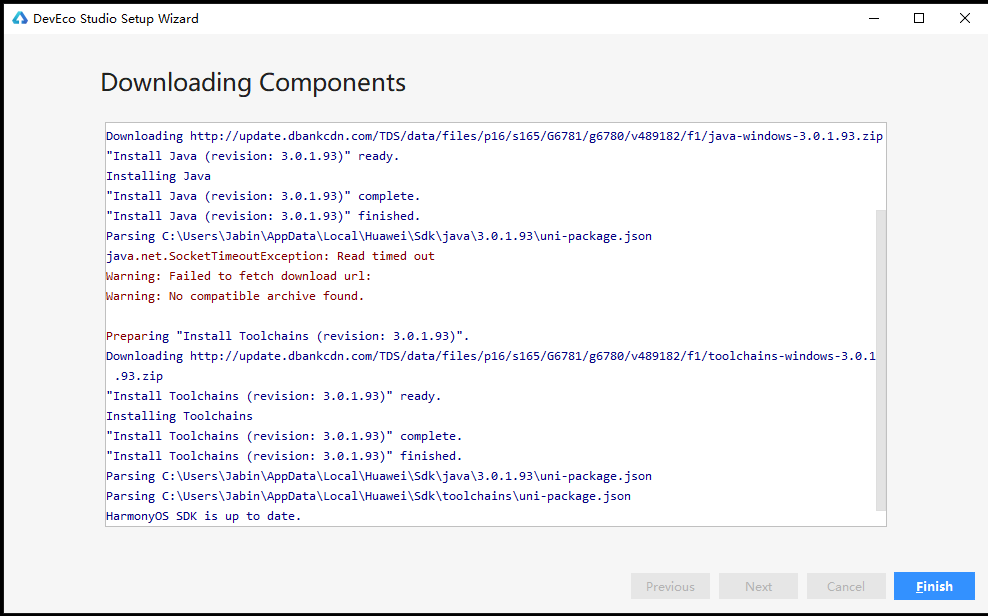 DevEco Studio Setup Wizard
Downloading Components
Downloading http://update.dbankcdn.com/TDS/data/files/p16/s165/G6781/g6780/v489182/f1/java-windows-3.0.1.93.zip
"Install Java (revision: 3.0.1.93)" ready.
Installing Java
"Install Java (revision: 3.0.1.93)" complete.
"Install Java (revision: 3.0.1.93)" finished.
Parsing C:\Users\Jabin\AppData\Local\Huawei\Sdk\java\3.0.1.93\uni-package.json
java.net.SocketTimeoutException: Read timed out
Warning: Failed to fetch download url:
Warning: No compatible archive found.
Preparing "Install Toolchains (revision: 3.0.1.93)".
Downloading http://update.dbankcdn.com/TDS/data/files/p16/s165/G6781/g6780/v489182/f1/toolchains-windows-3.0.1
.93.zip
"Install Toolchains (revision: 3.0.1.93)" ready.
Installing Toolchains
"Install Toolchains (revision: 3.0.1.93)" complete.
"Install Toolchains (revision: 3.0.1.93)" finished.
Parsing C:\Users\Jabin\AppData\Local\Huawei\Sdk\java\3.0.1.93\uni-package.json
Parsing C:\Users\Jabin\AppData\Local\Huawei\Sdk\toolchains\uni-package.json
HarmonyOS SDK is up to date.
Previous Next Cancel Finish